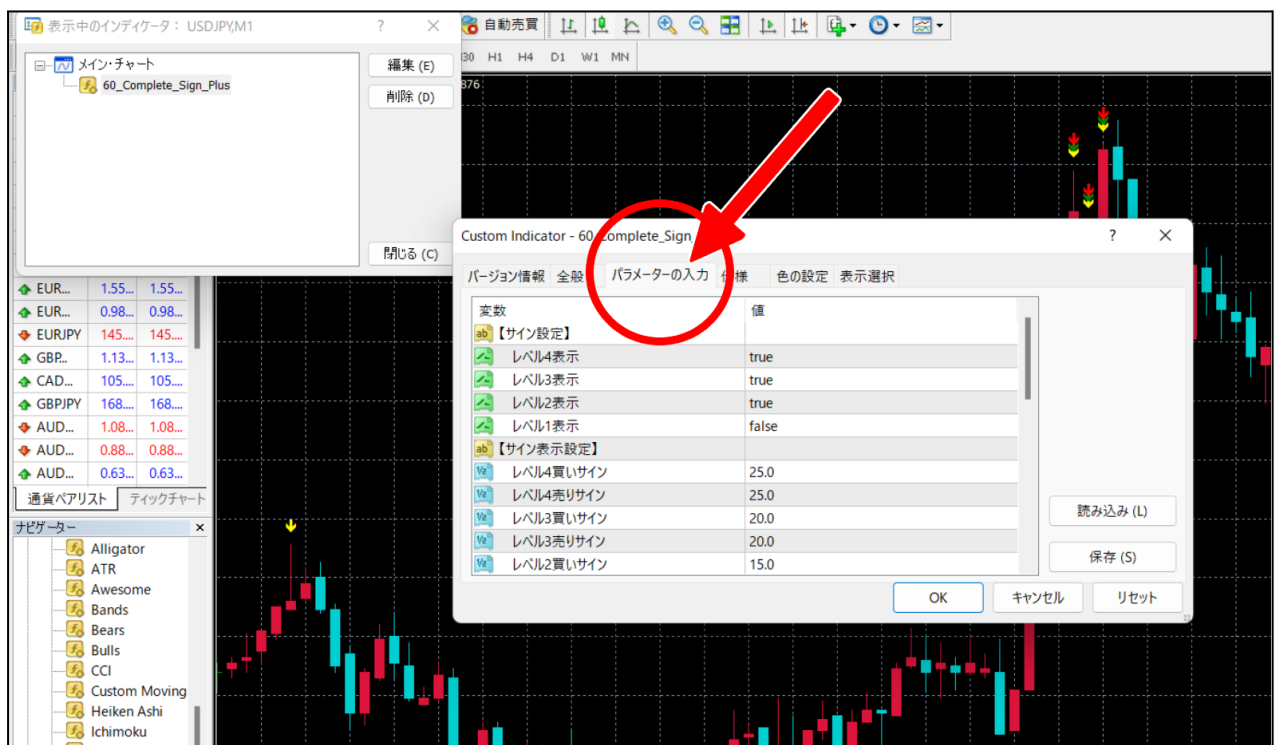 表示中のインディケータ： USDJPY,M1
メイン・チャート
60_Complete_Sign_Plus
編集 (E)
削除 (D)
閉じる (C)
自動売買
H1 H4 D1 W1 MN
876
Custom Indicator - 60_Complete_Sign_
バージョン情報 全般 パラメーターの入力 色の設定 表示選択
変数 値
【サイン設定】
レベル4表示 true
レベル3表示 true
レベル2表示 true
レベル1表示 false
【サイン表示設定】
レベル4買いサイン 25.0
レベル4売りサイン 25.0
レベル3買いサイン 20.0
レベル3売りサイン 20.0
レベル2買いサイン 15.0
読み込み (L)
保存 (S)
OK キャンセル リセット
EUR... 1.55... 1.55...
EUR... 0.98... 0.98...
EURJPY 145.... 145....
GBP... 1.13... 1.13...
CAD... 105.... 105....
GBPJPY 168.... 168....
AUD... 1.08... 1.08...
AUD... 0.88... 0.88...
AUD... 0.63... 0.63...
通貨ペアリスト ティックチャート
ナビゲーター
Alligator
ATR
Awesome
Bands
Bears
Bulls
CCI
Custom Moving
Heiken Ashi
Ichimoku